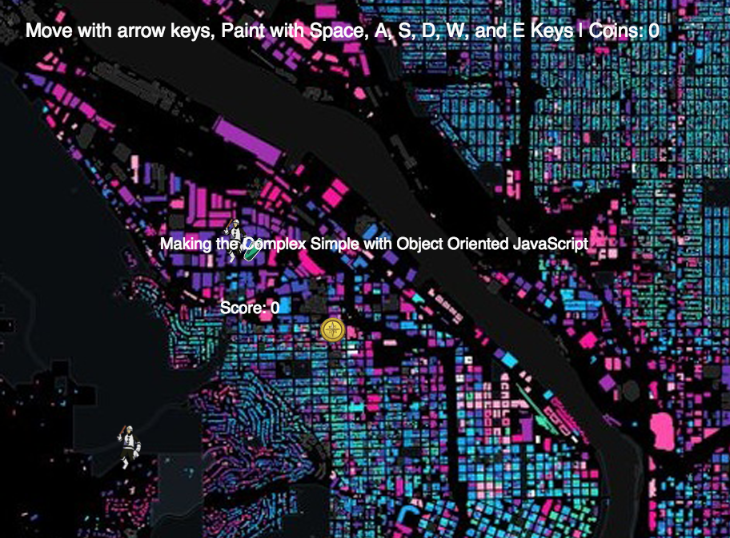 Move with arrow keys, Paint with Space, A, S, D, W, and E Keys | Coins: 0
Making the Complex Simple with Object Oriented JavaScript
Score: 0